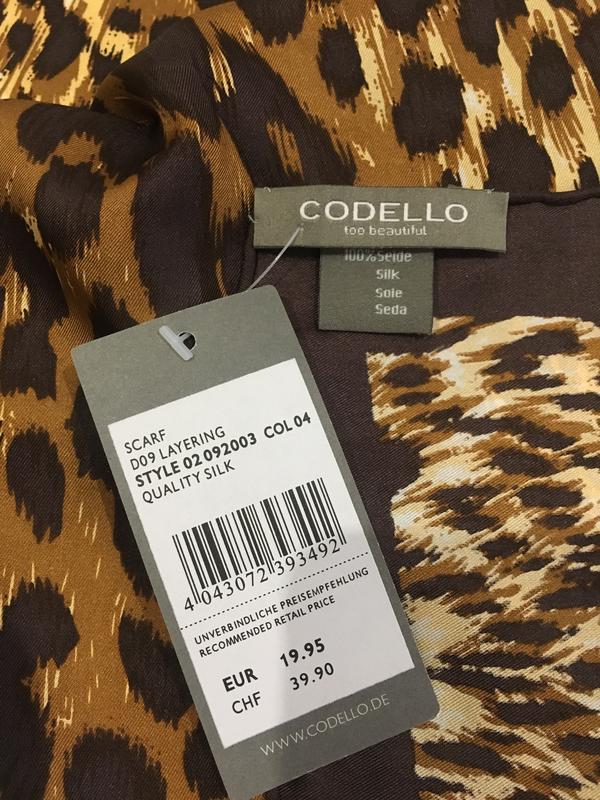 CODELLO
too beautiful
100%Seide
Silk
Soie
Seda
SCARF
D09 LAYERING
STYLE 02 092003 COL 04
QUALITY SILK
4 043072 393492
UNVERBINDLICHE PREISEMPFEHLUNG
RECOMMENDED RETAIL PRICE
EUR 19.95
CHF 39.90
WWW.CODELLO.DE